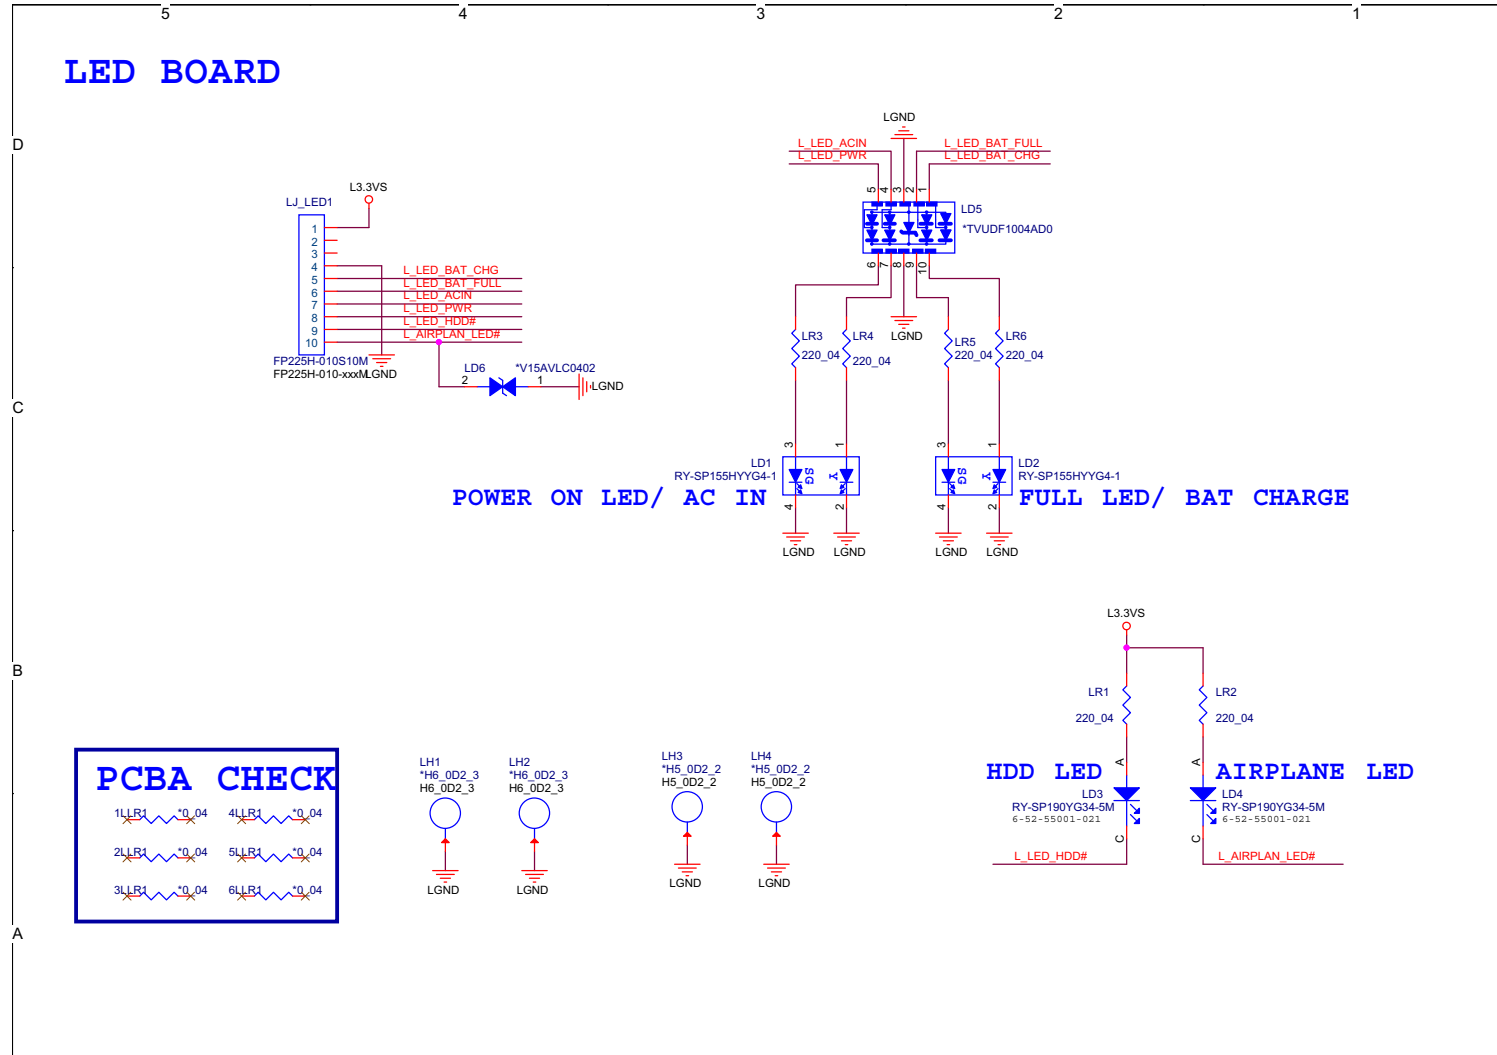 5 4 3 2 1
LED BOARD
D
C
B
A
LJ_LED1
L3.3VS
1
2
3
4
5
6
7
8
9
10
L_LED_BAT_CHG
L_LED_BAT_FULL
L_LED_ACIN
L_LED_PWR
L_LED_HDD#
L_AIRPLAN_LED#
FP225H-010S10M
FP225H-010-xxxM
LGND
LD6
*V15AVLC0402
2
1
LGND
LGND
L_LED_ACIN
L_LED_PWR
L_LED_BAT_FULL
L_LED_BAT_CHG
5 4 3 2 1
LD5
*TVUDF1004AD0
6 7 8 9 10
LGND
LR3
220_04
LR4
220_04
LR5
220_04
LR6
220_04
3 1
3 1
LD1
RY-SP155HYYG4-1
SG Y
LD2
RY-SP155HYYG4-1
SG Y
POWER ON LED/ AC IN
FULL LED/ BAT CHARGE
4 2
4 2
LGND
LGND
LGND
LGND
L3.3VS
LR1
220_04
LR2
220_04
HDD LED
A
A
AIRPLANE LED
LD3
RY-SP190YG34-5M
6-52-55001-021
LD4
RY-SP190YG34-5M
6-52-55001-021
C
C
L_LED_HDD#
L_AIRPLAN_LED#
PCBA CHECK
1LLR1 *0_04 4LLR1 *0_04
2LLR1 *0_04 5LLR1 *0_04
3LLR1 *0_04 6LLR1 *0_04
LH1
*H6_0D2_3
H6_0D2_3
LGND
LH2
*H6_0D2_3
H6_0D2_3
LGND
LH3
*H5_0D2_2
H5_0D2_2
LGND
LH4
*H5_0D2_2
H5_0D2_2
LGND